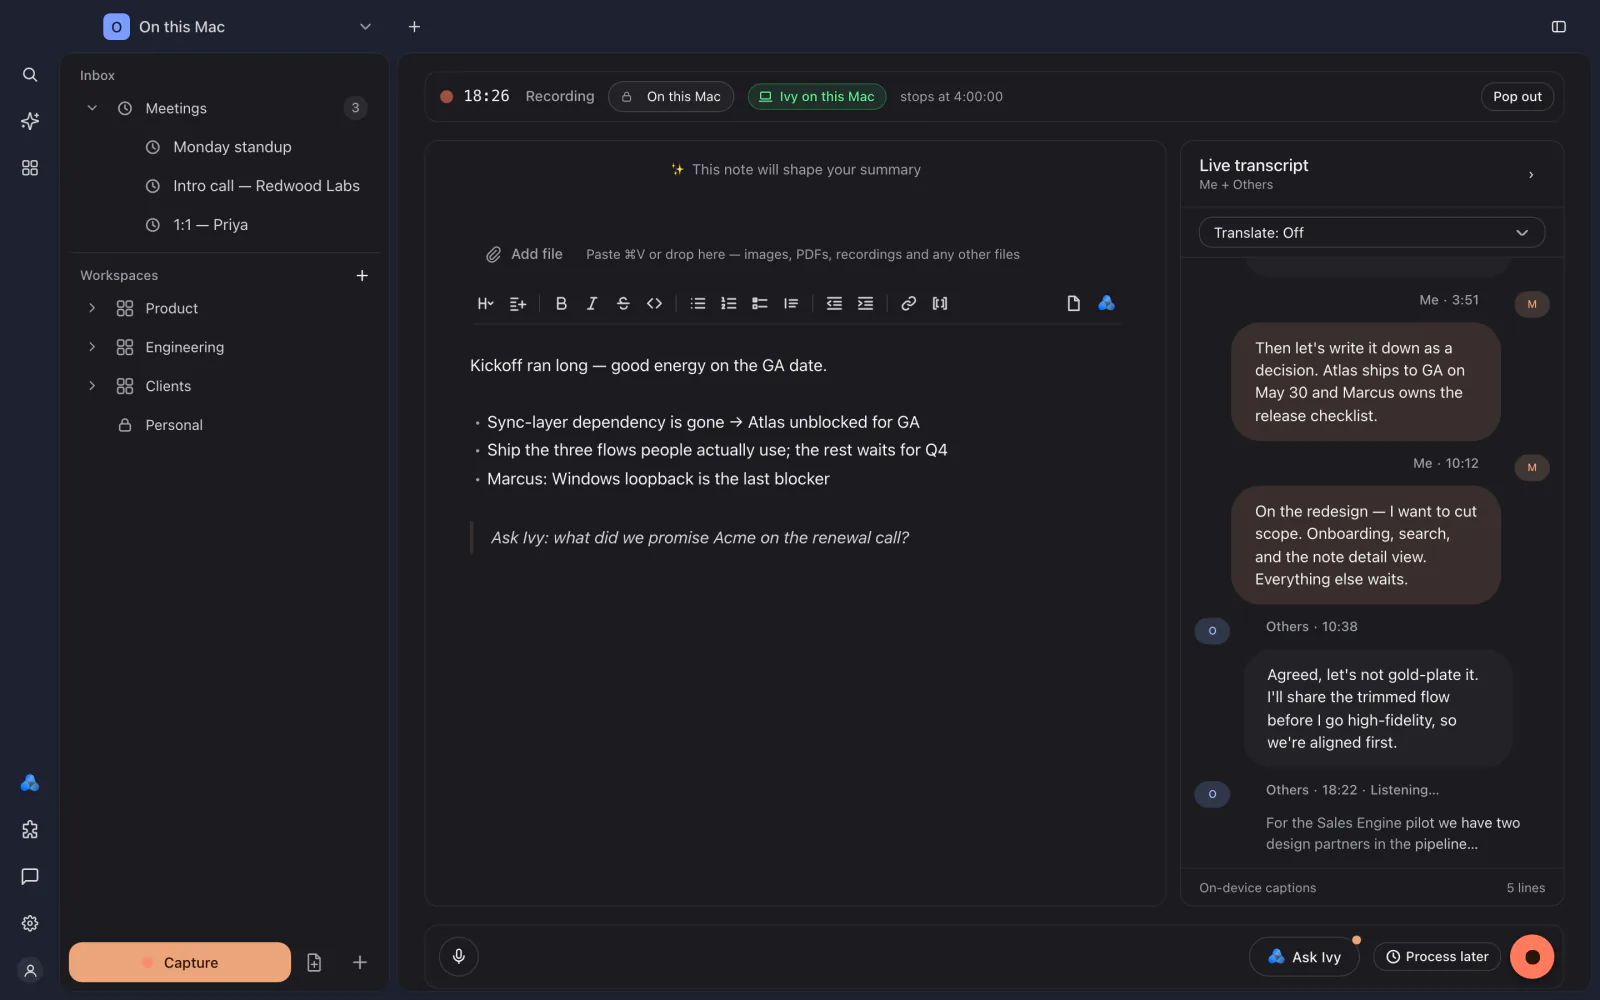 O On this Mac
Inbox
Meetings 3
Monday standup
Intro call — Redwood Labs
1:1 — Priya
Workspaces
Product
Engineering
Clients
Personal
Capture
18:26 Recording On this Mac Ivy on this Mac stops at 4:00:00 Pop out
✨ This note will shape your summary
Add file Paste ⌘V or drop here — images, PDFs, recordings and any other files
Kickoff ran long — good energy on the GA date.
• Sync-layer dependency is gone → Atlas unblocked for GA
• Ship the three flows people actually use; the rest waits for Q4
• Marcus: Windows loopback is the last blocker
Ask Ivy: what did we promise Acme on the renewal call?
Live transcript
Me + Others
Translate: Off
Me · 3:51 M
Then let's write it down as a
decision. Atlas ships to GA on
May 30 and Marcus owns the
release checklist.
Me · 10:12 M
On the redesign — I want to cut
scope. Onboarding, search,
and the note detail view.
Everything else waits.
O Others · 10:38
Agreed, let's not gold-plate it.
I'll share the trimmed flow
before I go high-fidelity, so
we're aligned first.
O Others · 18:22 · Listening...
For the Sales Engine pilot we have two
design partners in the pipeline...
On-device captions 5 lines
Ask Ivy Process later